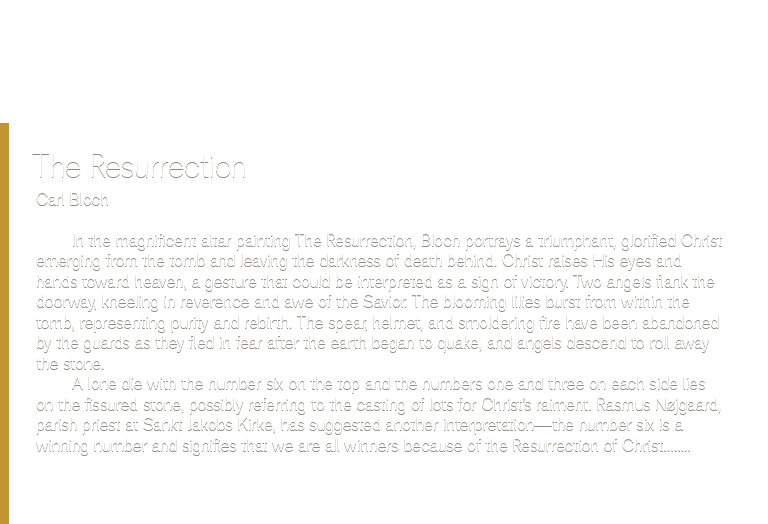 The Resurrection
Carl Bloch
In the magnificent altar painting The Resurrection, Bloch portrays a triumphant, glorified Christ
emerging from the tomb and leaving the darkness of death behind. Christ raises His eyes and
hands toward heaven, a gesture that could be interpreted as a sign of victory. Two angels flank the
doorway, kneeling in reverence and awe of the Savior. The blooming lilies burst from within the
tomb, representing purity and rebirth. The spear, helmet, and smoldering fire have been abandoned
by the guards as they fled in fear after the earth began to quake, and angels descend to roll away
the stone.
A lone die with the number six on the top and the numbers one and three on each side lies
on the fissured stone, possibly referring to the casting of lots for Christ's raiment. Rasmus Nøjgaard,
parish priest at Sankt Jakobs Kirke, has suggested another interpretation—the number six is a
winning number and signifies that we are all winners because of the Resurrection of Christ........